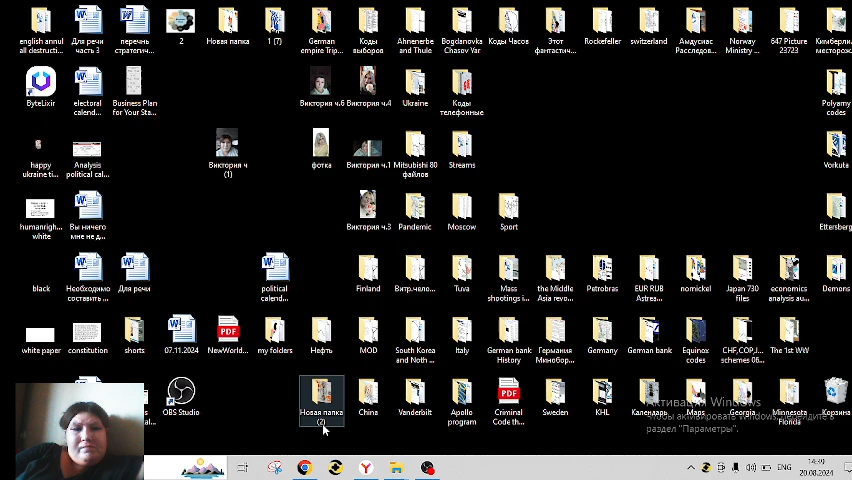 english annul
all destructi...
Для речи
часть 3
перечнь
стратегич...
2
Новая папка
1 (7)
German
empire Trip...
Коды
выборов
Ahnenerbe
and Thule
Bogdanovka
Chasov Yar
Коды Часов
Этот
фантастич...
Rockefeller
switzerland
Амдусиас
Расследов...
Norway
Ministry ...
647 Picture
23723
Кимберли...
месторож...
ByteLixir
electoral
calend...
Business Plan
for Your Sta...
Виктория ч.6
Виктория ч.4
Ukraine
Коды
телефонные
Polyamy
codes
happy
ukraine ti...
Analysis
political cal...
Виктория ч
(1)
фотка
Виктория ч.1
Mitsubishi 80
файлов
Streams
Vorkuta
humanrigh...
white
Вы ничего
мне не д...
Виктория ч.3
Pandemic
Moscow
Sport
Ettersberg
black
Необходимо
составить ...
Для речи
political
calend...
Finland
Витр.чело...
Tuva
Mass
shootings i...
the Middle
Asia revo...
Petrobras
EUR RUB
Astrea...
nornickel
Japan 730
files
economics
analysis au...
Demons
white paper
constitution
shorts
07.11.2024
NewWorld...
my folders
Нефть
MOD
South Korea
and Noth ...
Italy
German bank
History
Германия
Минобор...
Germany
German bank
Equinox
codes
CHF,COP,J...
schemes 06...
The 1st WW
OBS Studio
Новая папка
(2)
China
Vanderbilt
Apollo
program
Criminal
Code th...
Sweden
KHL
Календарь
Maps
Georgia
Minnesota
Florida
Корзина
Активация Windows
Чтобы активировать Windows, перейдите в
раздел "Параметры".
ENG
14:39
20.08.2024